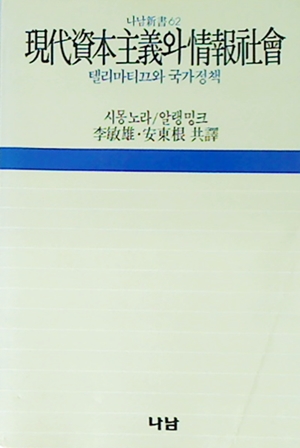 나남新書 62
現代資本主義와 情報社會
텔리마티끄와 국가정책
시몽노라/알랭밍크
李敏雄·安東根 共譯
나남